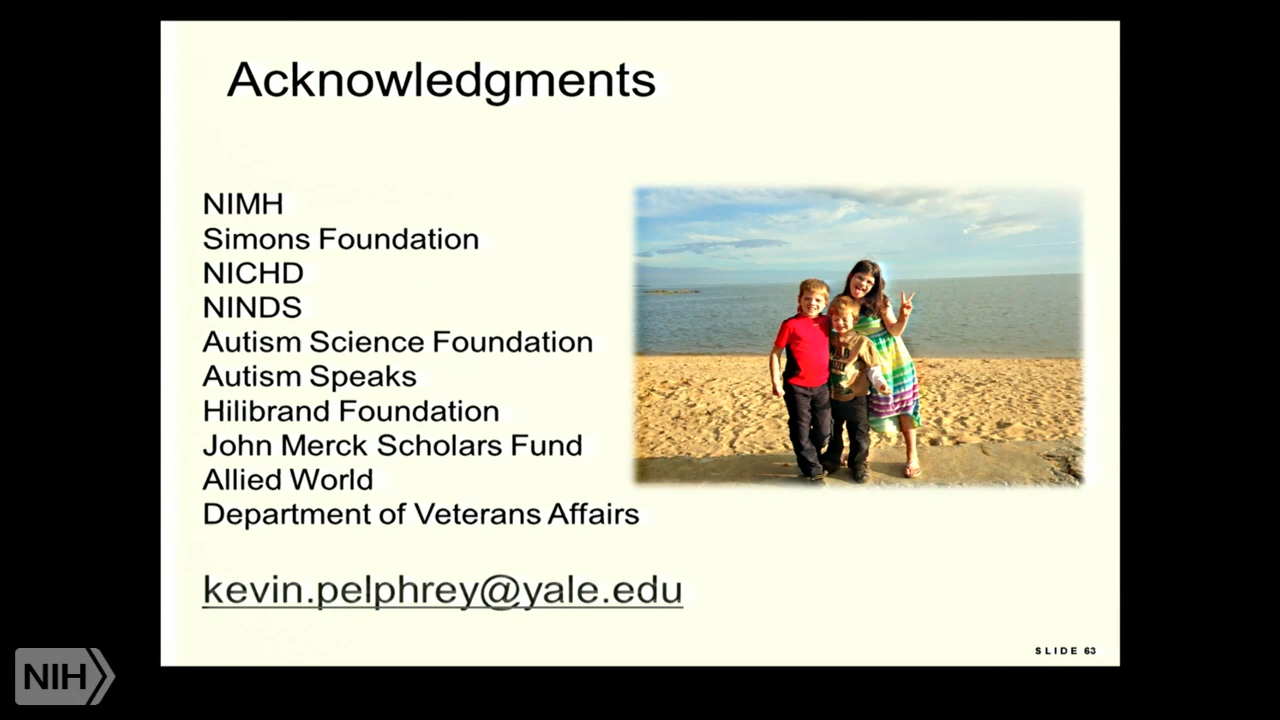 Acknowledgments
NIMH
Simons Foundation
NICHD
NINDS
Autism Science Foundation
Autism Speaks
Hilibrand Foundation
John Merck Scholars Fund
Allied World
Department of Veterans Affairs
kevin.pelphrey@yale.edu
SLIDE 63
NIH